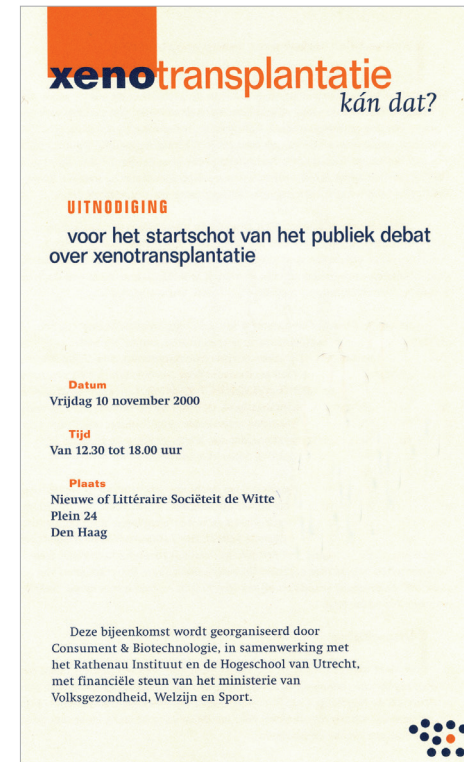 xenotransplantatie
kán dat?
UITNODIGING
voor het startschot van het publiek debat
over xenotransplantatie
Datum
Vrijdag 10 november 2000
Tijd
Van 12.30 tot 18.00 uur
Plaats
Nieuwe of Littéraire Sociëteit de Witte
Plein 24
Den Haag
Deze bijeenkomst wordt georganiseerd door
Consument & Biotechnologie, in samenwerking met
het Rathenau Instituut en de Hogeschool van Utrecht,
met financiële steun van het ministerie van
Volksgezondheid, Welzijn en Sport.